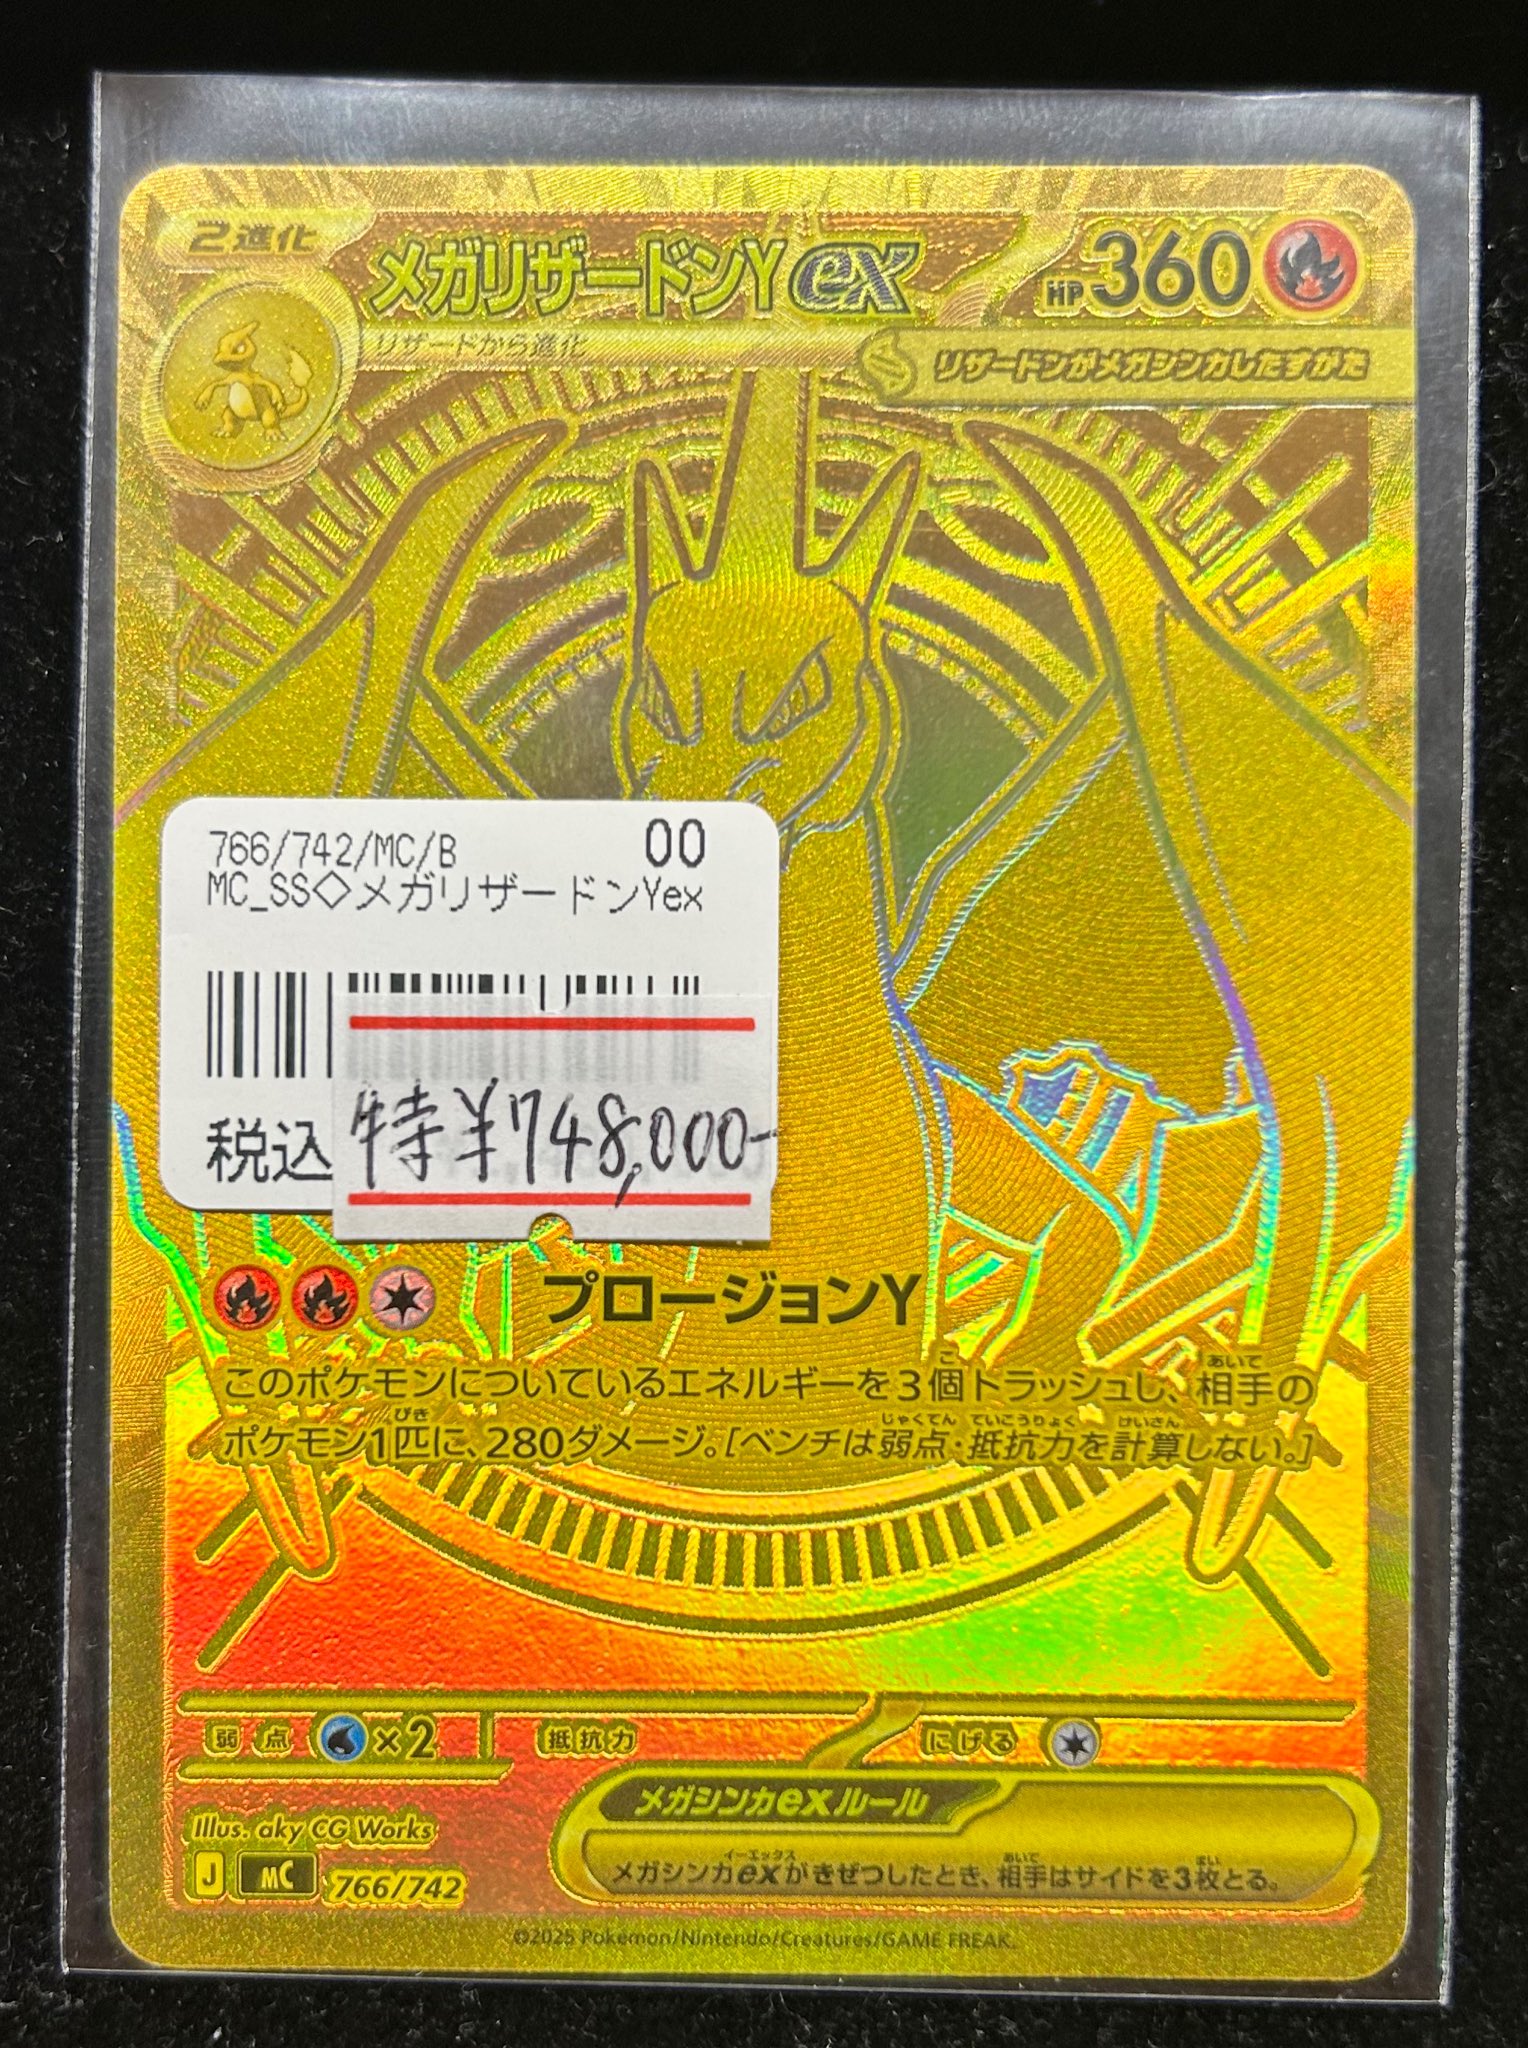 2進化
メガリザードンYex
HP360
リザードから進化
リザードンがメガシンカしたすがた
766/742/MC/B 00
MC_SS◇メガリザードンYex
税込
特¥748,000-
プロージョンY
このポケモンについているエネルギーを3個トラッシュし、相手の
ポケモン1匹に、280ダメージ。[ベンチは弱点・抵抗力を計算しない。]
弱点 ×2 抵抗力 にげる
メガシンカexルール
メガシンカexがきぜつしたとき、相手はサイドを3枚とる。
Illus. aky CG Works
J MC 766/742
©2025 Pokémon/Nintendo/Creatures/GAME FREAK.